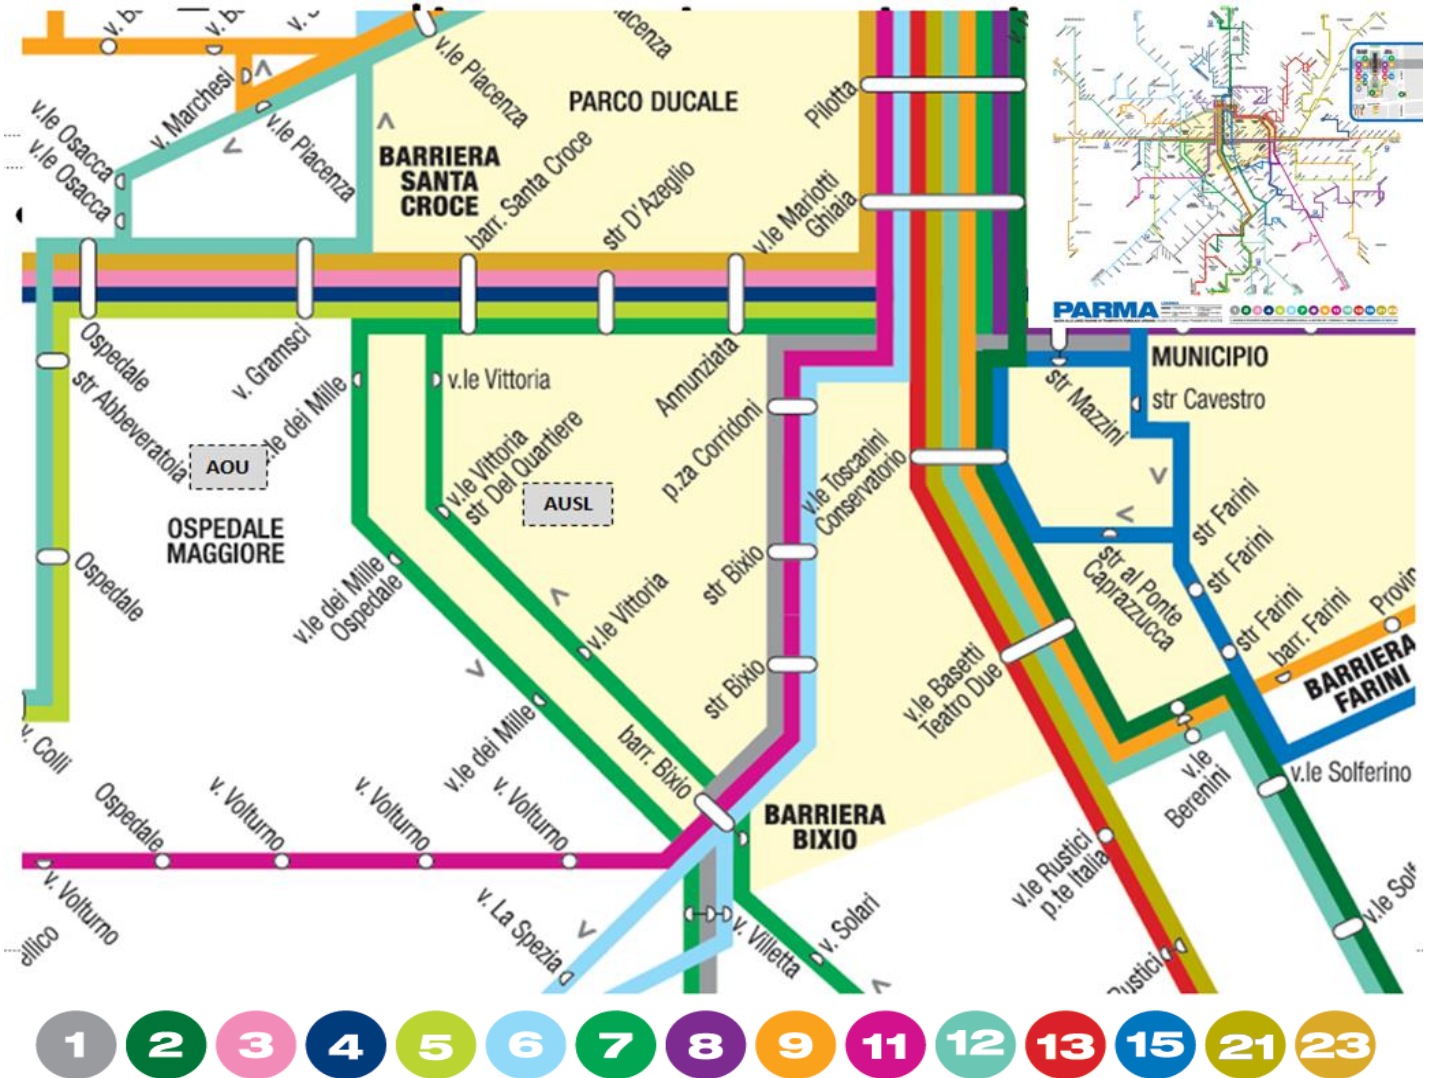 v.le Piacenza
PARCO DUCALE
Pilotta
v. Marchesi
v.le Osacca
v.le Osacca
v.le Piacenza
BARRIERA
SANTA
CROCE
barr. Santa Croce
str D'Azeglio
v.le Mariotti
Ghiaia
PARMA
Ospedale
v. Gramsci
v.le Vittoria
Annunziata
MUNICIPIO
str Mazzini
str Cavestro
str Abbeveratoia
AOU
.le dei Mille
v.le Vittoria
str Del Quartiere
p.za Corridoni
v.le Toscanini
Conservatorio
AUSL
OSPEDALE
MAGGIORE
str Farini
str Farini
str Farini
Ospedale
v.le dei Mille
Ospedale
v.le Vittoria
str Bixio
str al Ponte
Caprazzucca
barr. Farini
Provin
BARRIERA
FARINI
str Bixio
v.le Basetti
Teatro Due
v. Colli
v.le dei Mille
barr. Bixio
v.le
Berenini
v.le Solferino
Ospedale
v. Volturno
v. Volturno
v. Volturno
BARRIERA
BIXIO
v.le Rustici
p.te Italia
v. Volturno
v. La Spezia
v. Villetta
v. Solari
v.le Solf
Rustici
1 2 3 4 5 6 7 8 9 11 12 13 15 21 23